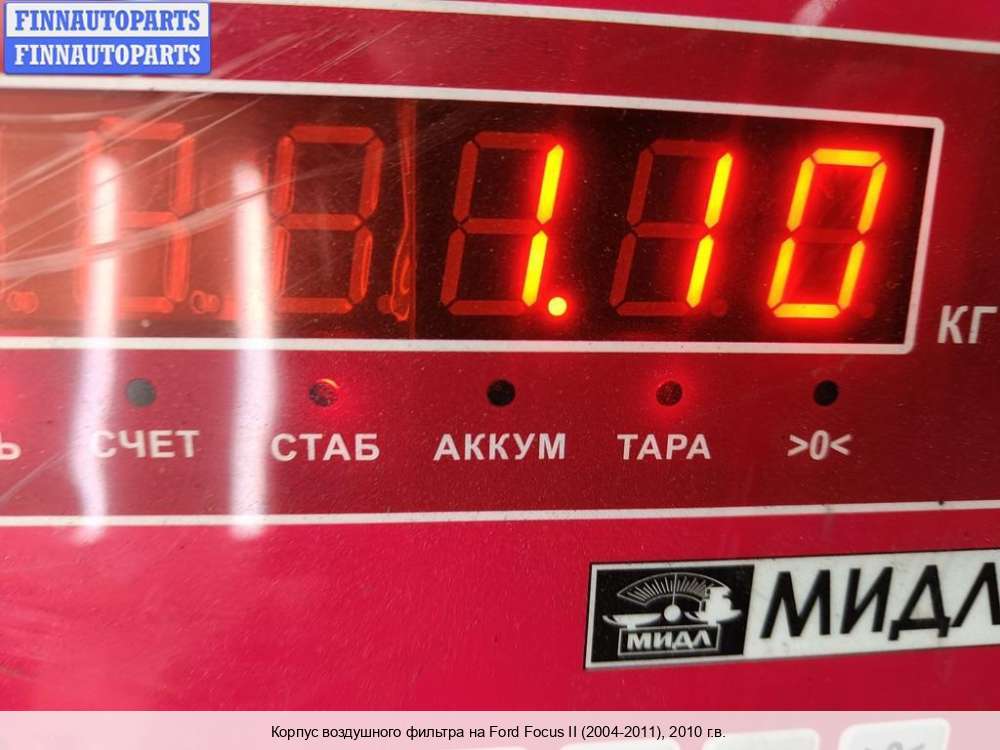 FINNAUTOPARTS
FINNAUTOPARTS
1.10
КГ
Ь СЧЕТ СТАБ АККУМ ТАРА >0<
МИДЛ МИДЛ
Корпус воздушного фильтра на Ford Focus II (2004-2011), 2010 г.в.